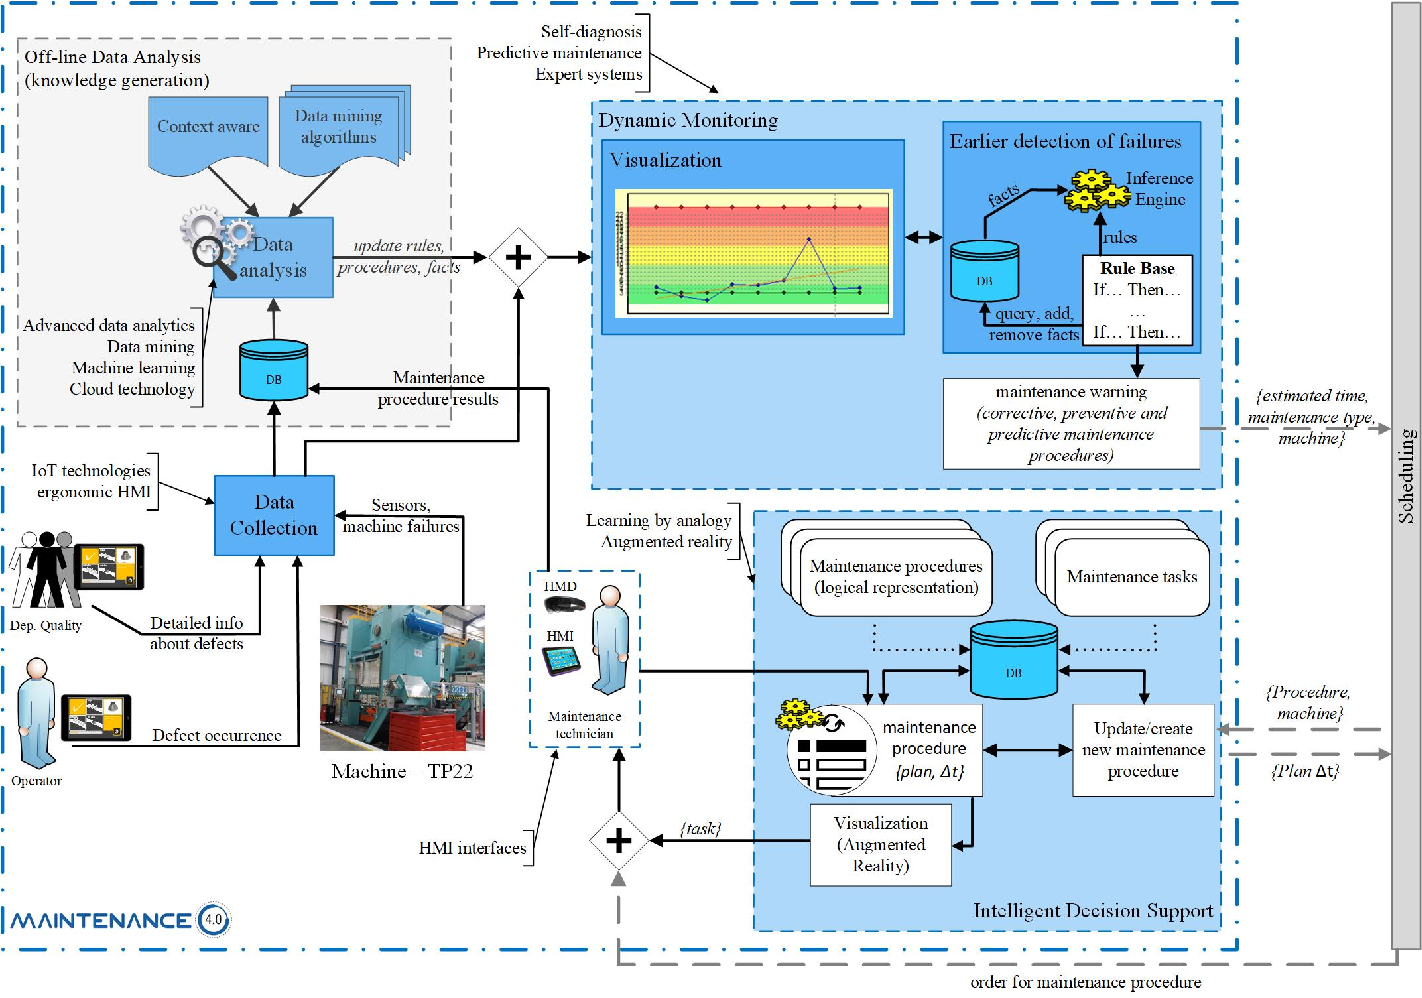 Off-line Data Analysis
(knowledge generation)
Context aware
Data mining
algorithms
Data
analysis
update rules,
procedures, facts
Advanced data analytics
Data mining
Machine learning
Cloud technology
DB
Maintenance
procedure results
Self-diagnosis
Predictive maintenance
Expert systems
Dynamic Monitoring
Visualization
Earlier detection of failures
facts
Inference
Engine
rules
DB
Rule Base
If... Then...
...
If... Then...
query, add,
remove facts
maintenance warning
(corrective, preventive and
predictive maintenance
procedures)
{estimated time,
maintenance type,
machine}
Scheduling
IoT technologies
ergonomic HMI
Data
Collection
Sensors,
machine failures
Dep. Quality
Detailed info
about defects
Operator
Defect occurrence
Machine TP22
HMD
HMI
Maintenance
technician
HMI interfaces
Learning by analogy
Augmented reality
Maintenance procedures
(logical representation)
Maintenance tasks
DB
maintenance
procedure
{plan, Δt}
Update/create
new maintenance
procedure
{Procedure,
machine}
{Plan Δt}
Visualization
(Augmented
Reality)
{task}
Intelligent Decision Support
MAINTENANCE 4.0
order for maintenance procedure